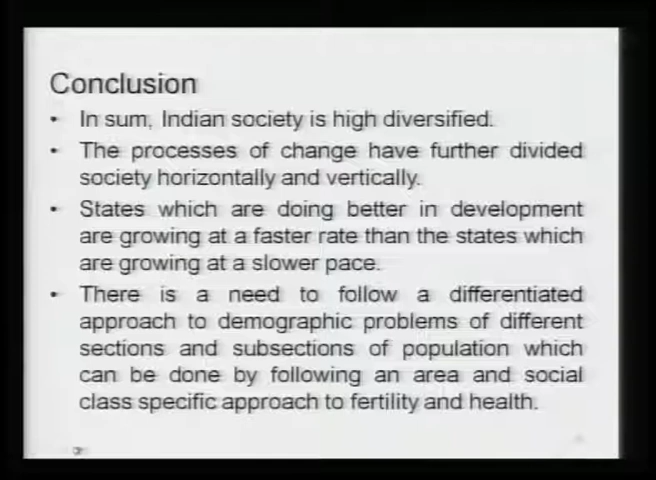 Conclusion
• In sum, Indian society is high diversified.
• The processes of change have further divided
society horizontally and vertically.
• States which are doing better in development
are growing at a faster rate than the states which
are growing at a slower pace.
• There is a need to follow a differentiated
approach to demographic problems of different
sections and subsections of population which
can be done by following an area and social
class specific approach to fertility and health.